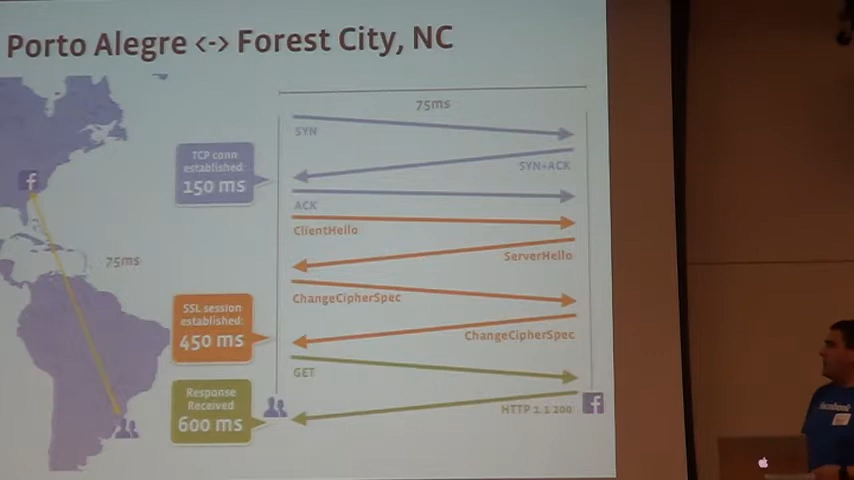 Porto Alegre <-> Forest City, NC
75ms
SYN
TCP conn
established:
150 ms
SYN+ACK
ACK
ClientHello
75ms
ServerHello
ChangeCipherSpec
SSL session
established:
450 ms
ChangeCipherSpec
GET
Response
Received
600 ms
HTTP 1.1 200
facebook